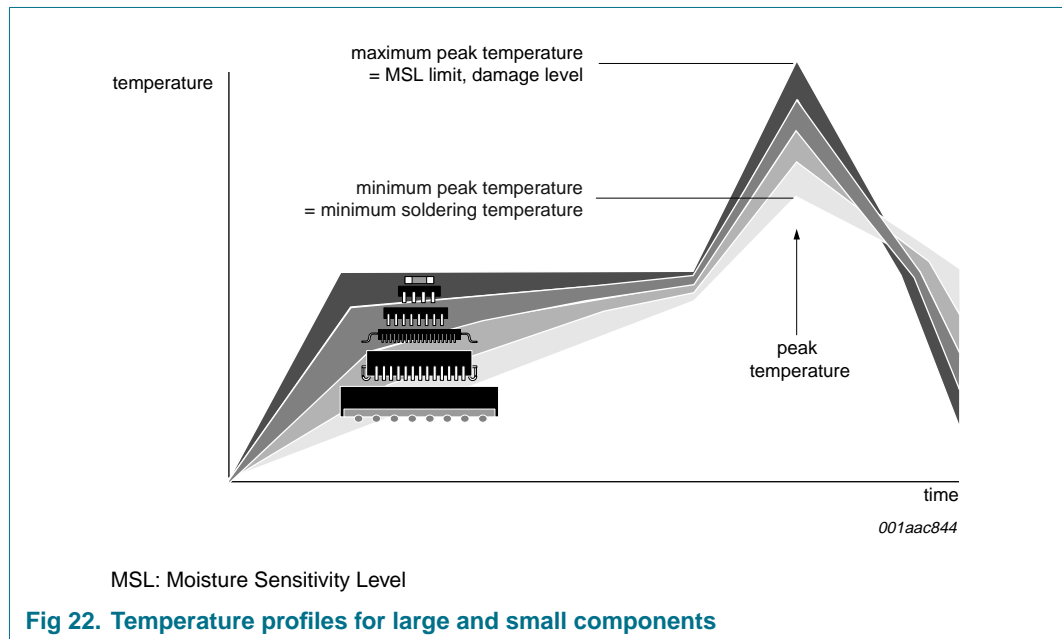 maximum peak temperature
= MSL limit, damage level
temperature
minimum peak temperature
= minimum soldering temperature
peak
temperature
time
001aac844
MSL: Moisture Sensitivity Level
Fig 22. Temperature profiles for large and small components